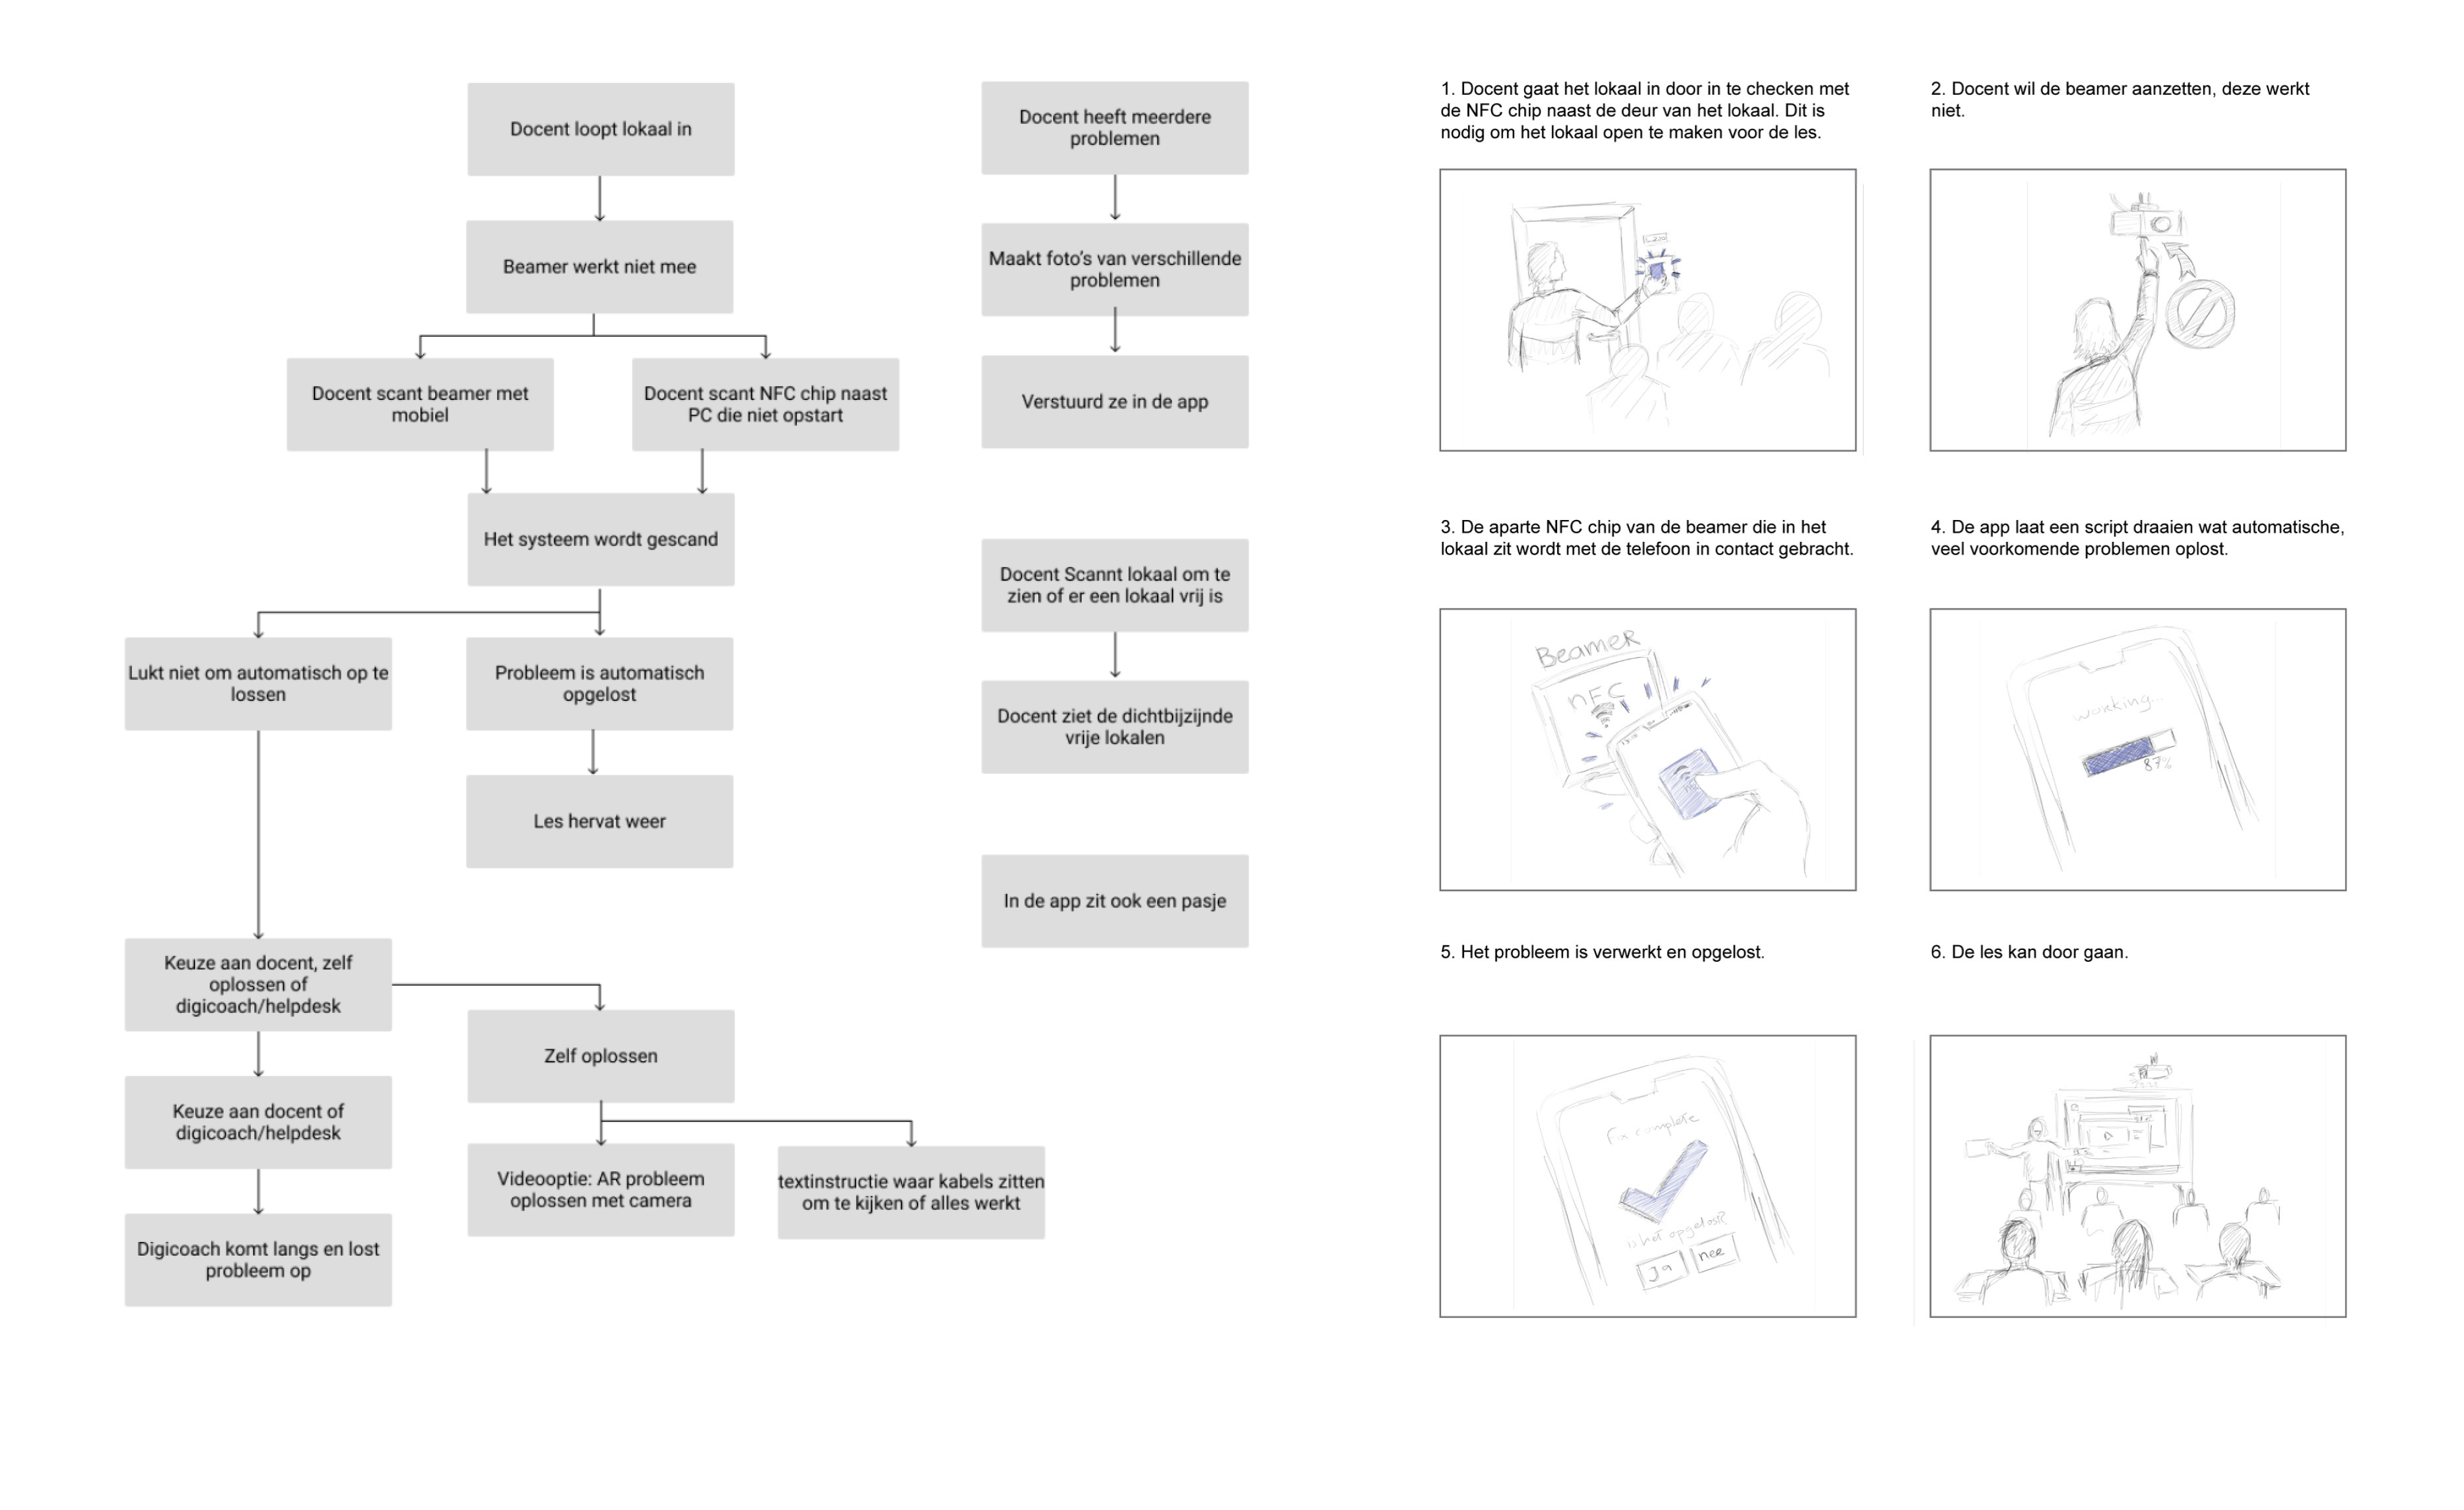 Docent loopt lokaal in
Beamer werkt niet mee
Docent scant beamer met
mobiel
Docent scant NFC chip naast
PC die niet opstart
Het systeem wordt gescand
Lukt niet om automatisch op te
lossen
Probleem is automatisch
opgelost
Les hervat weer
Keuze aan docent, zelf
oplossen of
digicoach/helpdesk
Zelf oplossen
Keuze aan docent of
digicoach/helpdesk
Videooptie: AR probleem
oplossen met camera
textinstructie waar kabels zitten
om te kijken of alles werkt
Digicoach komt langs en lost
probleem op
Docent heeft meerdere
problemen
Maakt foto's van verschillende
problemen
Verstuurd ze in de app
Docent Scannt lokaal om te
zien of er een lokaal vrij is
Docent ziet de dichtbijzijnde
vrije lokalen
In de app zit ook een pasje
1. Docent gaat het lokaal in door in te checken met
de NFC chip naast de deur van het lokaal. Dit is
nodig om het lokaal open te maken voor de les.
2. Docent wil de beamer aanzetten, deze werkt
niet.
3. De aparte NFC chip van de beamer die in het
lokaal zit wordt met de telefoon in contact gebracht.
BeameR
nFC
4. De app laat een script draaien wat automatische,
veel voorkomende problemen oplost.
working...
87%
5. Het probleem is verwerkt en opgelost.
Fix complete
is het opgelost?
Ja
nee
6. De les kan door gaan.